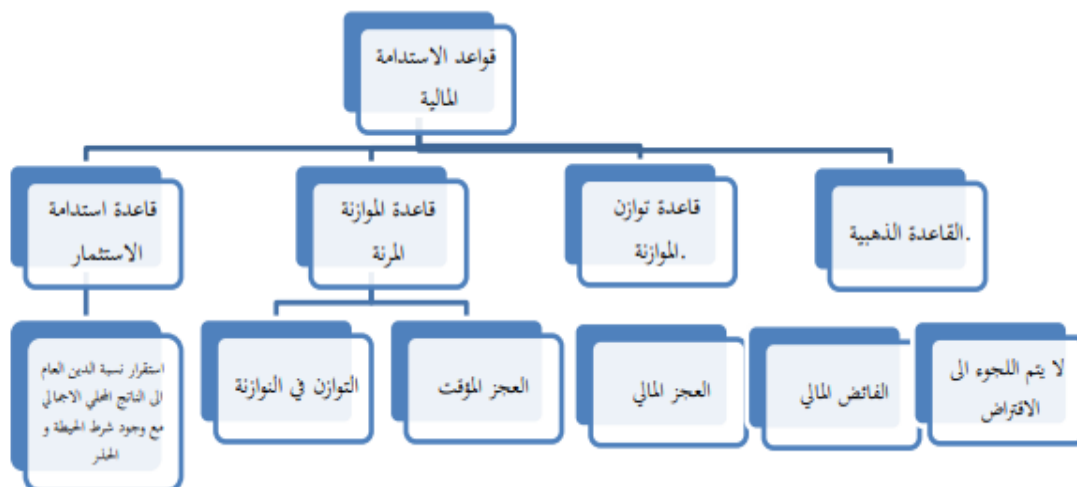 قواعد الاستدامة
المالية
القاعدة الذهبية.
قاعدة توازن
الموازنة.
قاعدة الموازنة
المرنة
قاعدة استدامة
الاستثمار
لا يتم اللجوء الى
الاقتراض
الفائض المالي
العجز المالي
العجز المؤقت
التوازن في النوازنة
استقرار نسبة الدين العام
الى الناتج المحلي الاجمالي
مع وجود شرط الحيطة و
الحذر